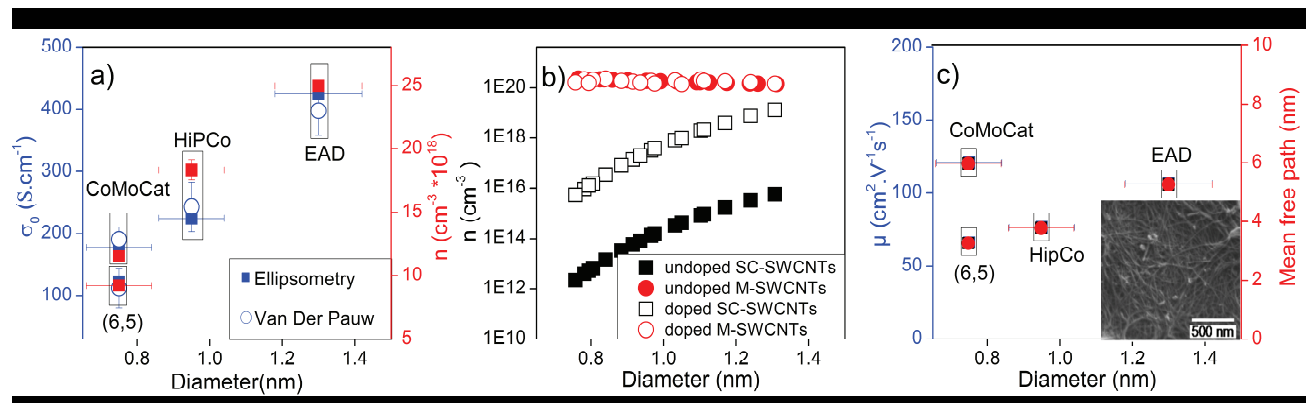 a)
500
400
300
200
100
σ₀ (S.cm⁻¹)
CoMoCat
HiPCo
EAD
(6,5)
Ellipsometry
Van Der Pauw
25
20
15
10
5
n (cm⁻³ *10¹⁸)
0.8 1.0 1.2 1.4
Diameter(nm)
b)
1E20
1E18
1E16
1E14
1E12
1E10
n (cm⁻³)
undoped SC-SWCNTs
undoped M-SWCNTs
doped SC-SWCNTs
doped M-SWCNTs
0.8 1.0 1.2 1.4
Diameter (nm)
c)
200
150
100
50
0
μ (cm² V⁻¹s⁻¹)
CoMoCat
EAD
(6,5)
HipCo
500 nm
10
8
6
4
2
0
Mean free path (nm)
0.8 1.0 1.2 1.4
Diameter (nm)